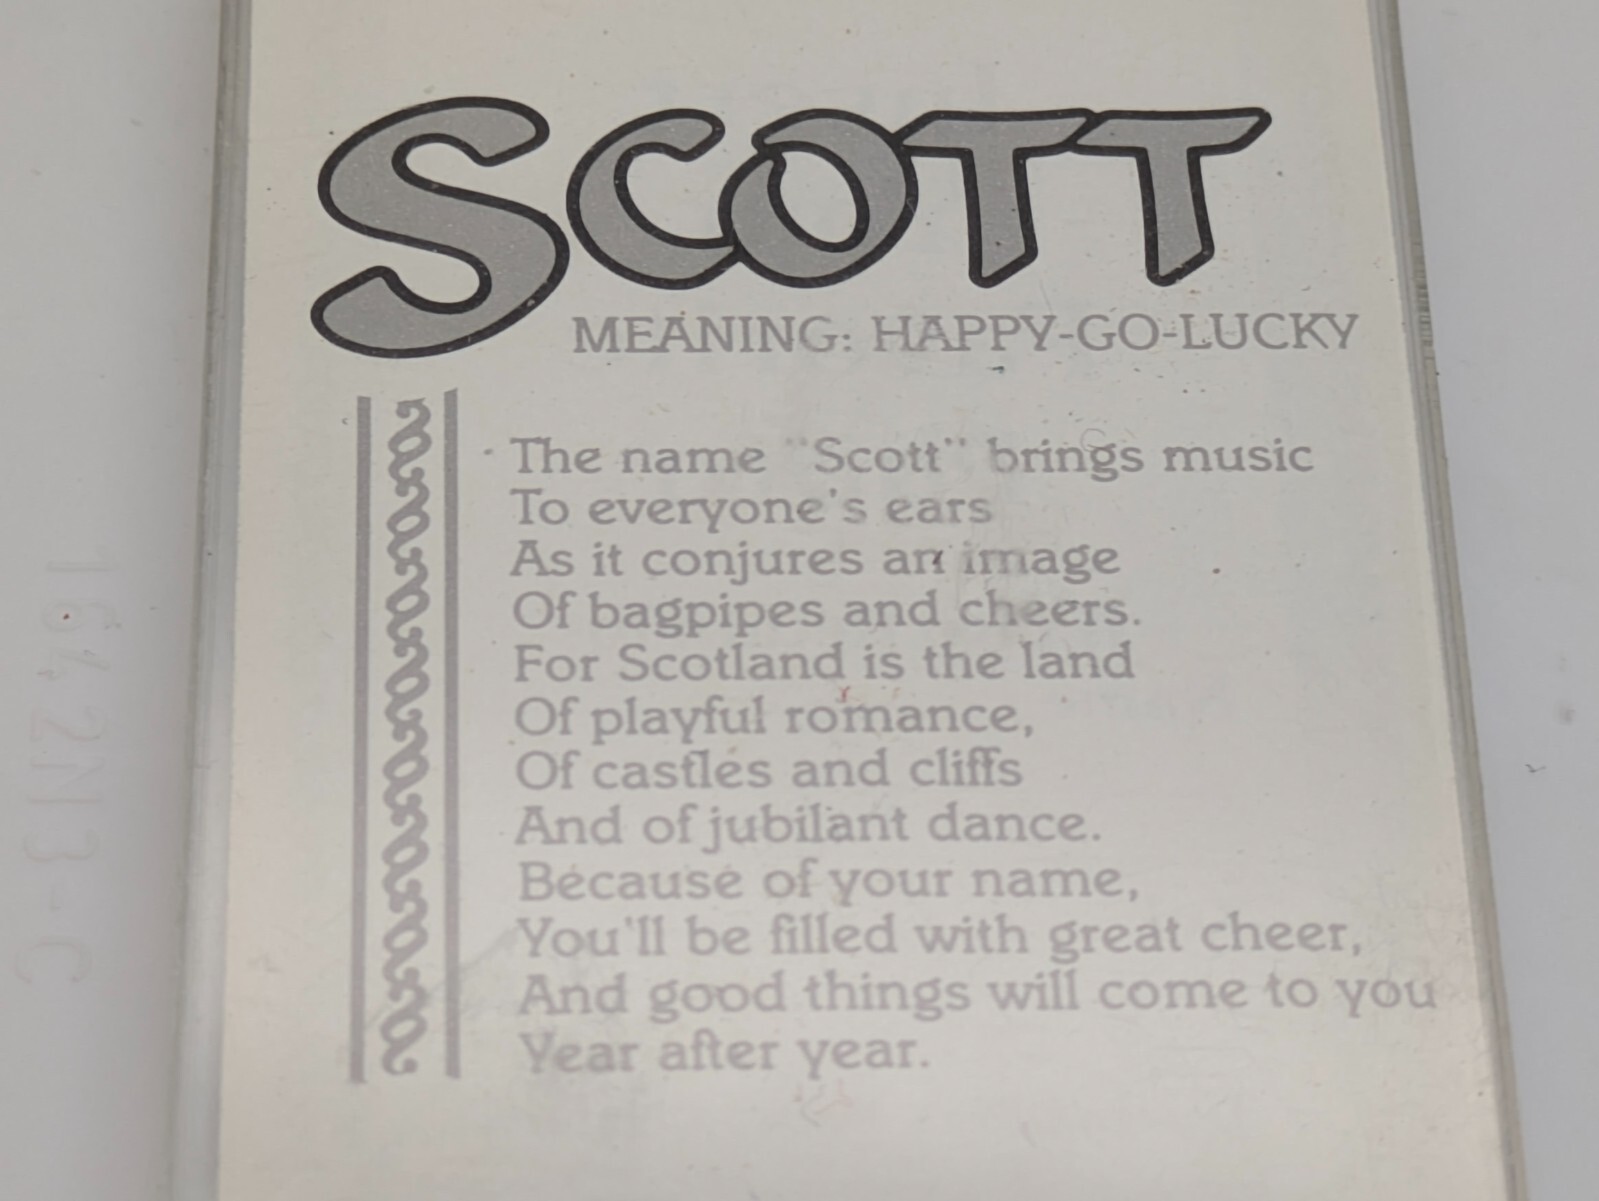 SCOTT
MEANING: HAPPY-GO-LUCKY
The name "Scott" brings music
To everyone's ears
As it conjures an image
Of bagpipes and cheers.
For Scotland is the land
Of playful romance,
Of castles and cliffs
And of jubilant dance.
Because of your name,
You'll be filled with great cheer,
And good things will come to you
Year after year.